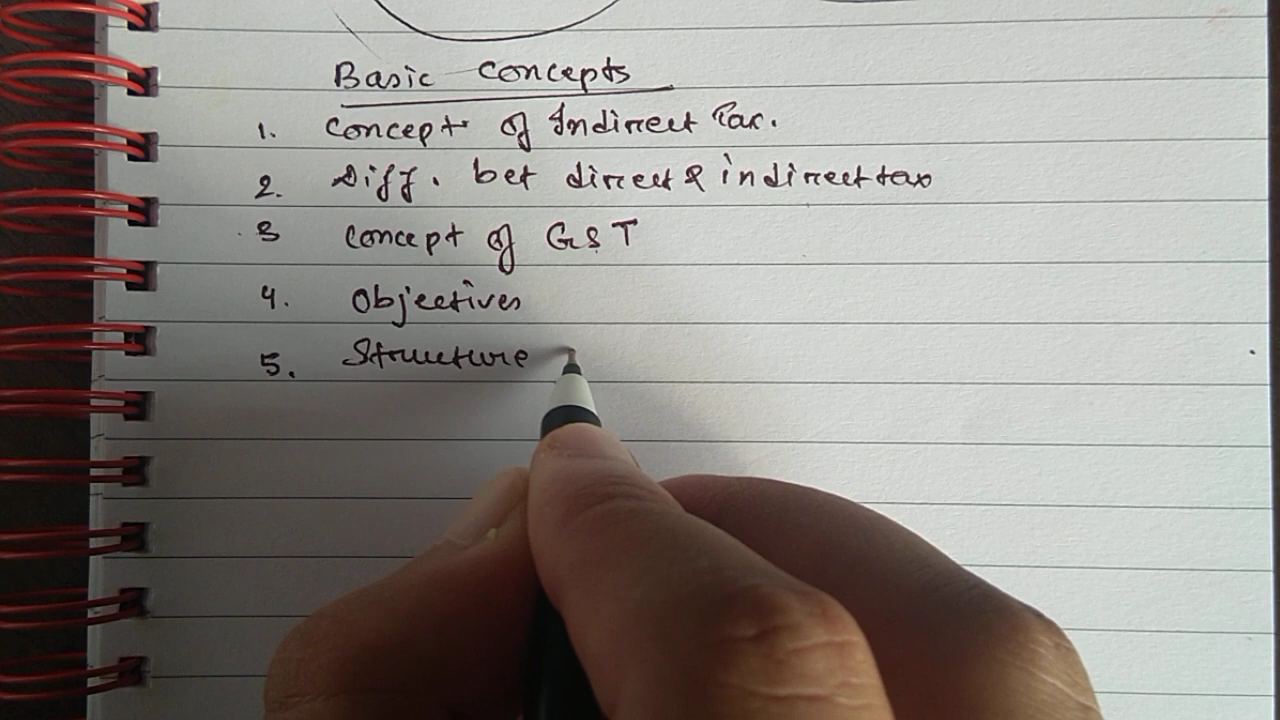 Basic concepts
1. concept of Indirect Tax.
2. Diff. bet direct & indirect tax
3 concept of GST
4. Objectives
5. Structure